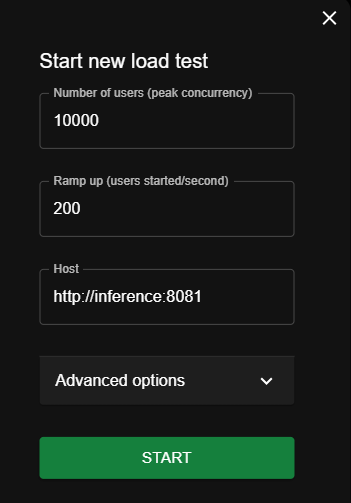 Start new load test
Number of users (peak concurrency)
10000
Ramp up (users started/second)
200
Host
http://inference:8081
Advanced options
START